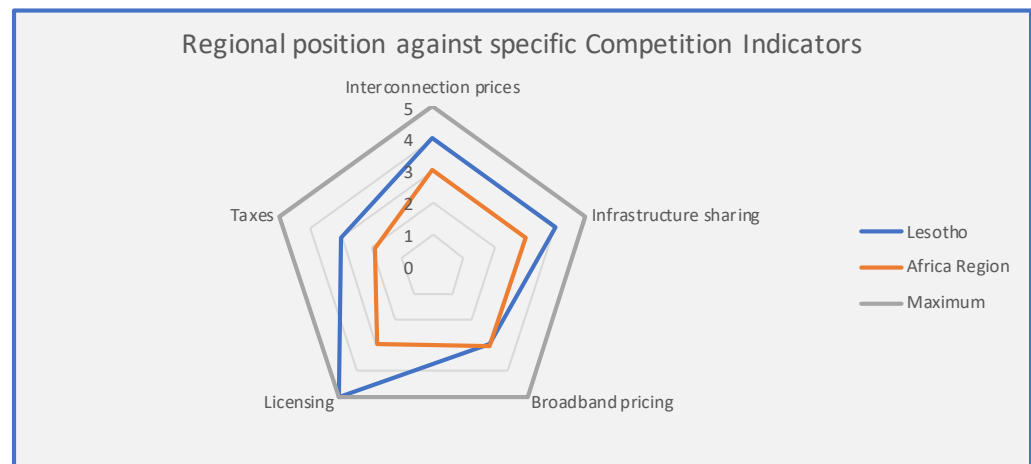 Regional position against specific Competition Indicators
Interconnection prices
5
4
3
2
1
0
Taxes
Infrastructure sharing
Licensing
Broadband pricing
Lesotho
Africa Region
Maximum